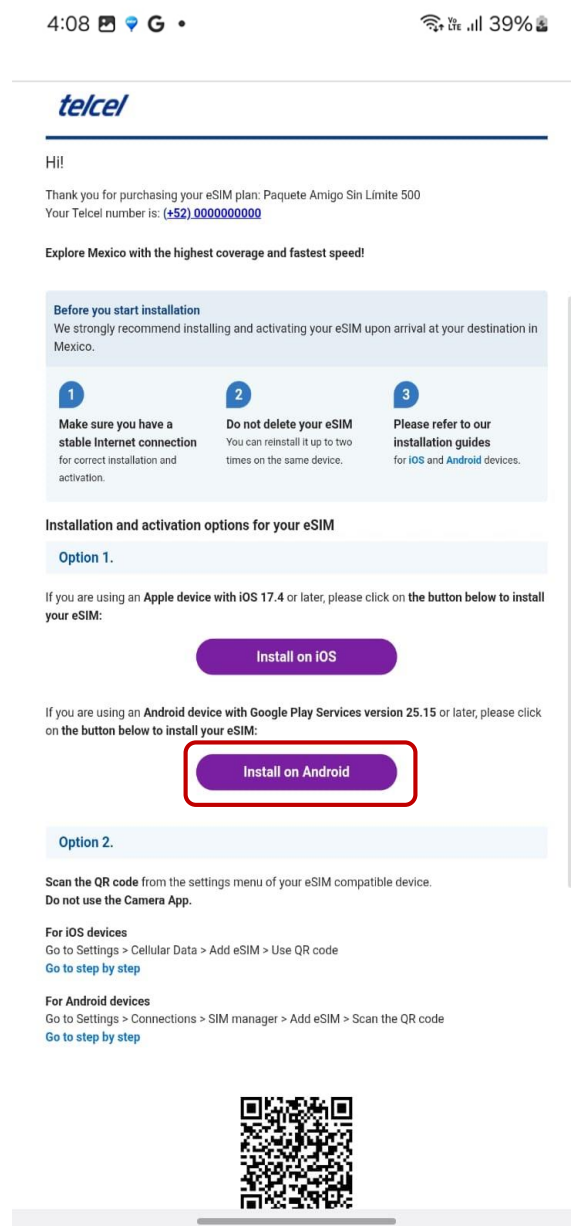 4:08 G
Vo LTE 39%
telcel
Hi!
Thank you for purchasing your eSIM plan: Paquete Amigo Sin Límite 500
Your Telcel number is: (+52) 0000000000
Explore Mexico with the highest coverage and fastest speed!
Before you start installation
We strongly recommend installing and activating your eSIM upon arrival at your destination in
Mexico.
1
Make sure you have a
stable Internet connection
for correct installation and
activation.
2
Do not delete your eSIM
You can reinstall it up to two
times on the same device.
3
Please refer to our
installation guides
for iOS and Android devices.
Installation and activation options for your eSIM
Option 1.
If you are using an Apple device with iOS 17.4 or later, please click on the button below to install
your eSIM:
Install on iOS
If you are using an Android device with Google Play Services version 25.15 or later, please click
on the button below to install your eSIM:
Install on Android
Option 2.
Scan the QR code from the settings menu of your eSIM compatible device.
Do not use the Camera App.
For iOS devices
Go to Settings > Cellular Data > Add eSIM > Use QR code
Go to step by step
For Android devices
Go to Settings > Connections > SIM manager > Add eSIM > Scan the QR code
Go to step by step